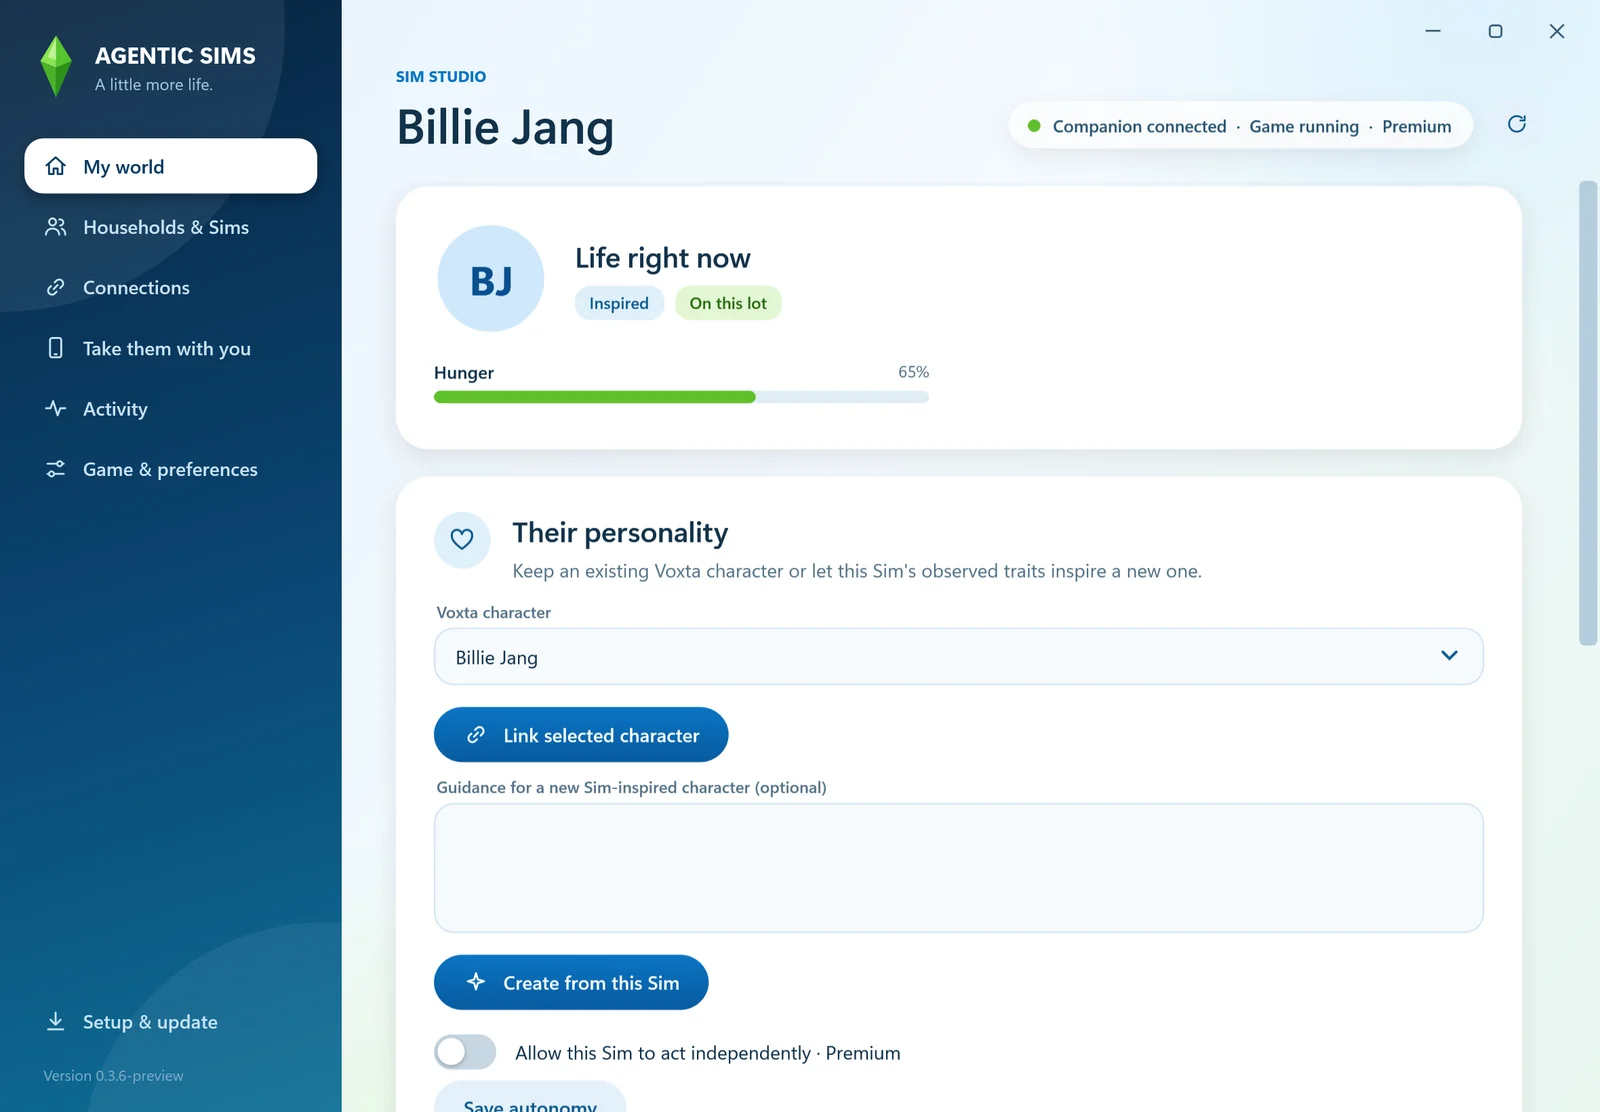 AGENTIC SIMS
A little more life.
My world
Households & Sims
Connections
Take them with you
Activity
Game & preferences
Setup & update
Version 0.3.6-preview
SIM STUDIO
Billie Jang
Companion connected · Game running · Premium
BJ
Life right now
Inspired
On this lot
Hunger
65%
Their personality
Keep an existing Voxta character or let this Sim's observed traits inspire a new one.
Voxta character
Billie Jang
Link selected character
Guidance for a new Sim-inspired character (optional)
Create from this Sim
Allow this Sim to act independently · Premium
Save autonomy